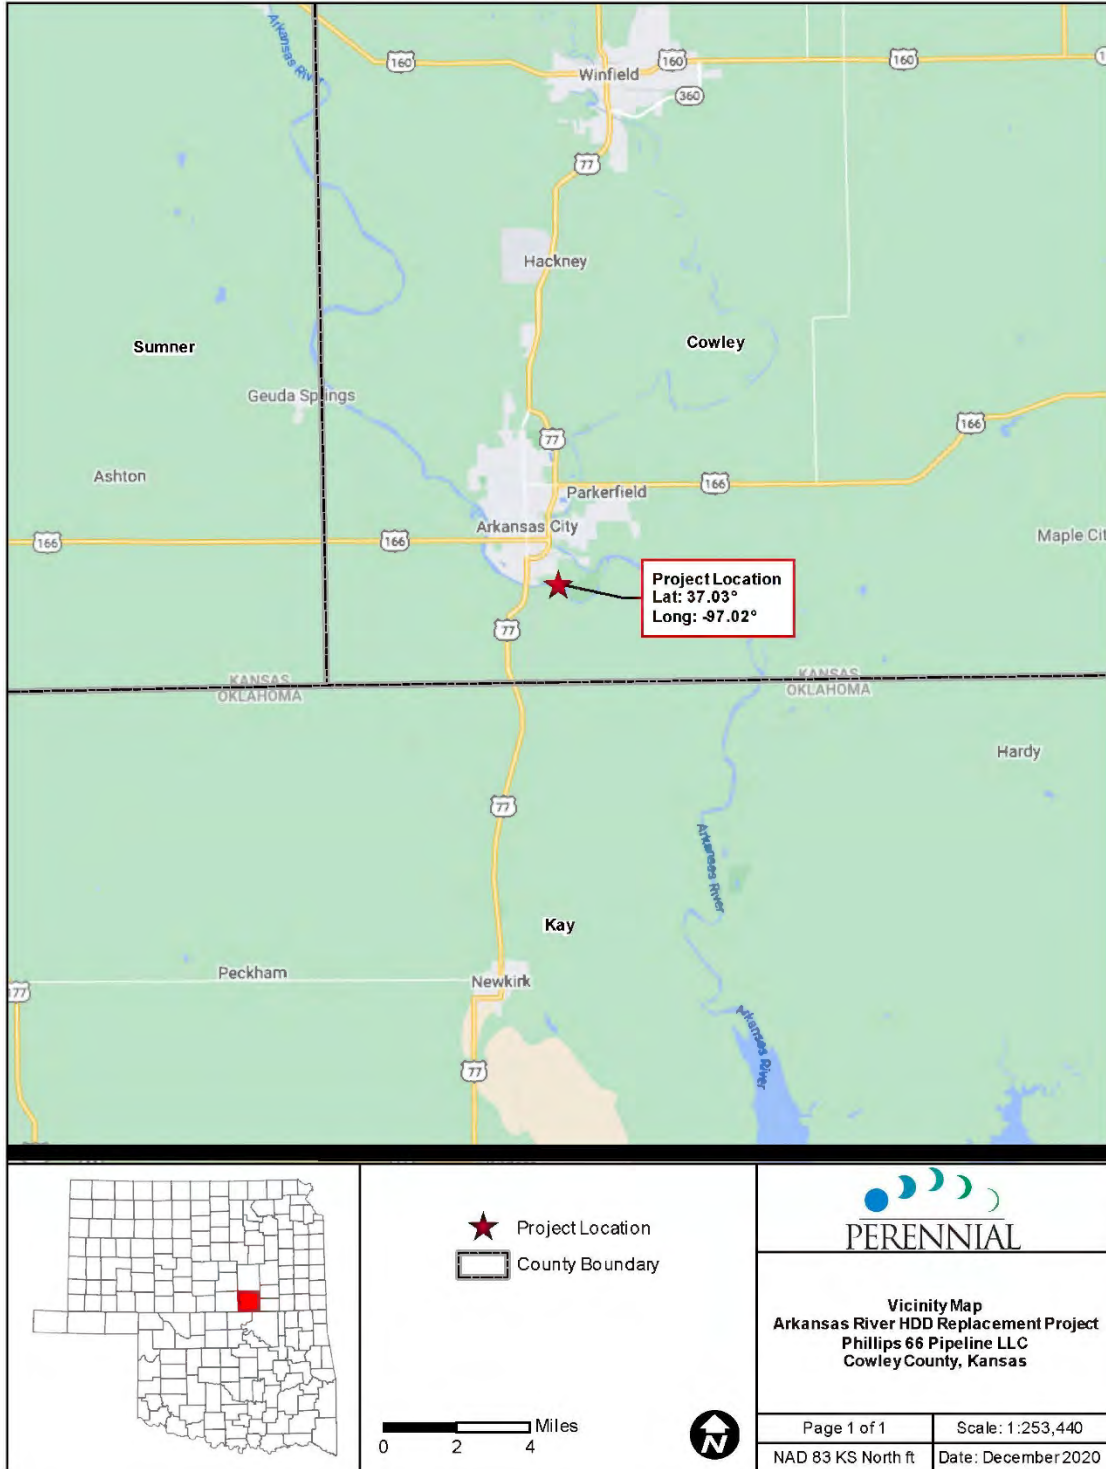 Arkansas River
160
Winfield
160
160
360
77
Hackney
Sumner
Cowley
Geuda Springs
77
166
Ashton
Parkerfield
166
Arkansas City
166
166
Maple Cit
Project Location
Lat: 37.03°
Long: -97.02°
77
KANSAS
OKLAHOMA
KANSAS
OKLAHOMA
Hardy
77
Arkansas River
Kay
Peckham
Newkirk
177
Arkansas River
77
Project Location
County Boundary
Miles
0 2 4
N
PERENNIAL
Vicinity Map
Arkansas River HDD Replacement Project
Phillips 66 Pipeline LLC
Cowley County, Kansas
Page 1 of 1
Scale: 1:253,440
NAD 83 KS North ft
Date: December 2020